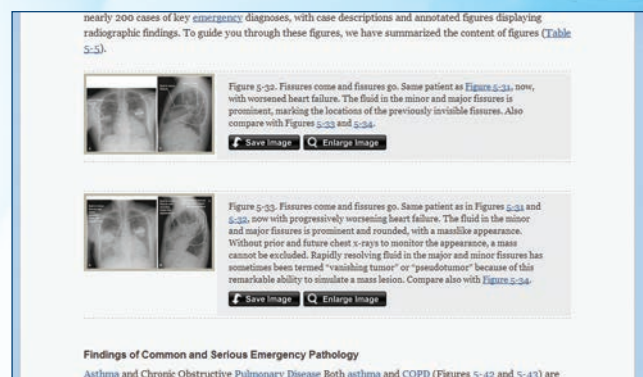 nearly 200 cases of key emergency diagnoses, with case descriptions and annotated figures displaying
radiographic findings. To guide you through these figures, we have summarized the content of figures (Table
5-5).
Figure 5-32. Fissures come and fissures go. Same patient as Figure 5-31, now,
with worsened heart failure. The fluid in the minor and major fissures is
prominent, marking the locations of the previously invisible fissures. Also
compare with Figures 5-33 and 5-34.
Save Image Enlarge Image
Figure 5-33. Fissures come and fissures go. Same patient as in Figures 5-31 and
5-32, now with progressively worsening heart failure. The fluid in the minor
and major fissures is prominent and rounded, with a masslike appearance.
Without prior and future chest x-rays to monitor the appearance, a mass
cannot be excluded. Rapidly resolving fluid in the major and minor fissures has
sometimes been termed "vanishing tumor" or "pseudotumor" because of this
remarkable ability to simulate a mass lesion. Compare also with Figure 5-34.
Save Image Enlarge Image
Findings of Common and Serious Emergency Pathology
Asthma and Chronic Obstructive Pulmonary Disease Both asthma and COPD (Figures 5-42 and 5-43) are